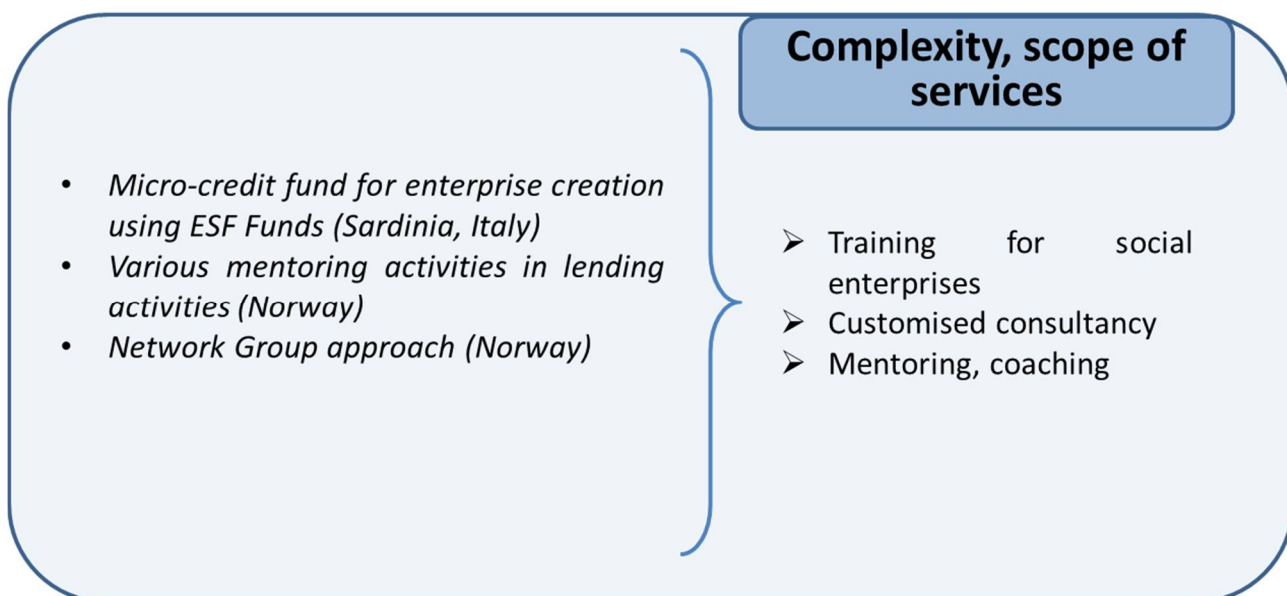 Complexity, scope of
services
• Micro-credit fund for enterprise creation
using ESF Funds (Sardinia, Italy)
• Various mentoring activities in lending
activities (Norway)
• Network Group approach (Norway)
➢ Training for social
enterprises
➢ Customised consultancy
➢ Mentoring, coaching